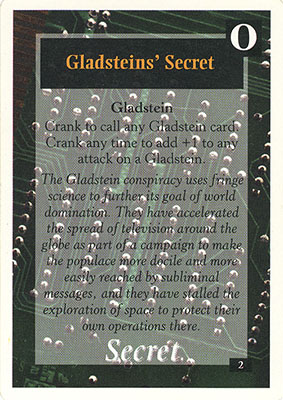 O
Gladsteins' Secret
Gladstein
Crank to call any Gladstein card.
Crank any time to add +1 to any
attack on a Gladstein.
The Gladstein conspiracy uses fringe
science to further its goal of world
domination. They have accelerated
the spread of television around the
globe as part of a campaign to make
the populace more docile and more
easily reached by subliminal
messages, and they have stalled the
exploration of space to protect their
own operations there.
Secret
2